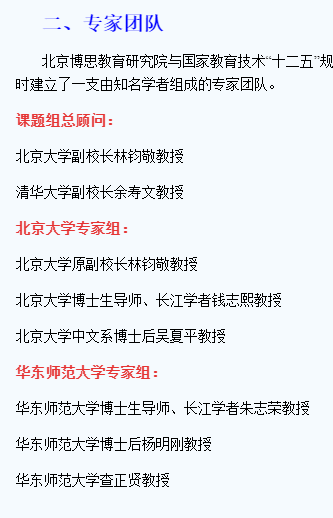 二、专家团队
北京博思教育研究院与国家教育技术“十二五”规
时建立了一支由知名学者组成的专家团队。
课题组总顾问：
北京大学副校长林钧敬教授
清华大学副校长余寿文教授
北京大学专家组：
北京大学原副校长林钧敬教授
北京大学博士生导师、长江学者钱志熙教授
北京大学中文系博士后吴夏平教授
华东师范大学专家组：
华东师范大学博士生导师、长江学者朱志荣教授
华东师范大学博士后杨明刚教授
华东师范大学查正贤教授